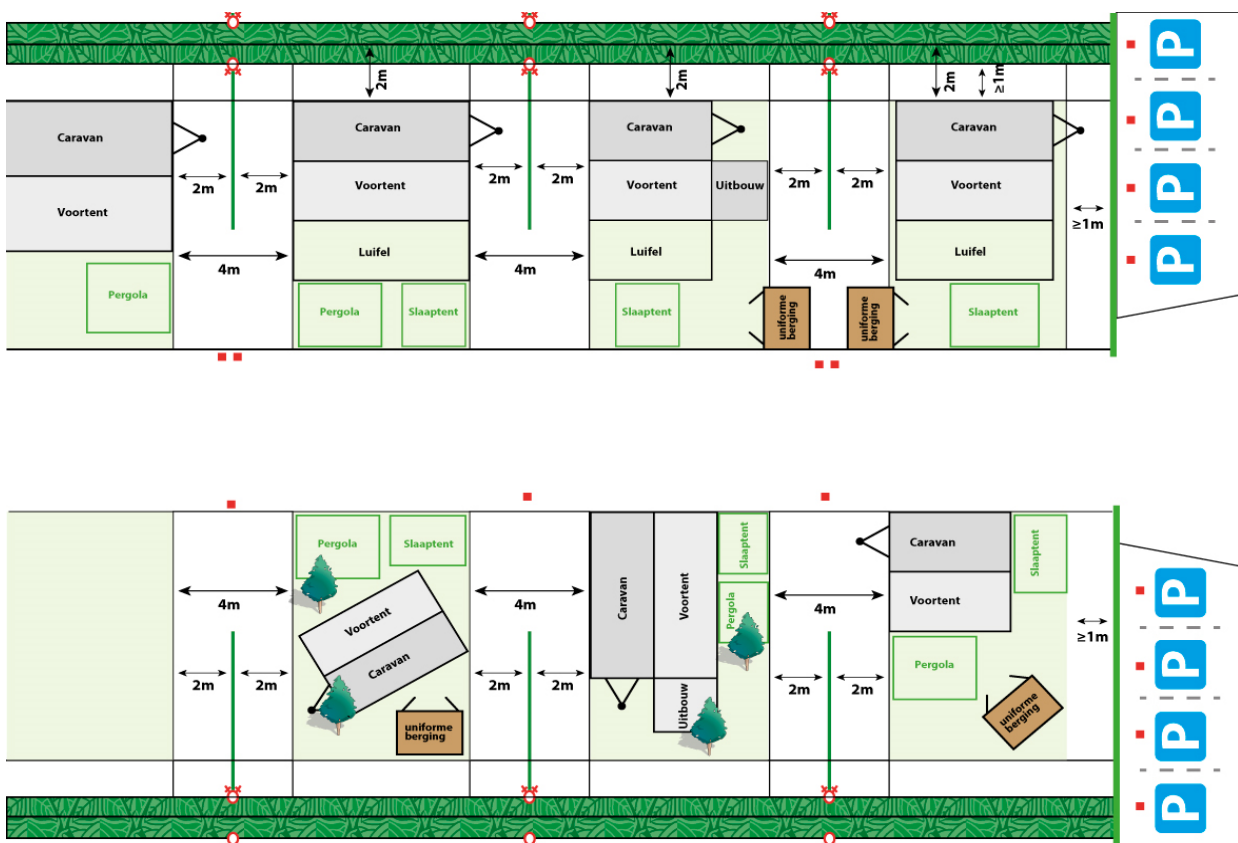 2m
2m
2m
≥1m
P
P
P
P
Caravan
Voortent
Pergola
2m
2m
4m
Caravan
Voortent
Luifel
Pergola
Slaaptent
2m
2m
4m
Caravan
Voortent
Uitbouw
Luifel
Slaaptent
2m
2m
4m
uniforme
berging
uniforme
berging
Caravan
Voortent
Luifel
Slaaptent
≥1m
4m
2m
2m
Pergola
Slaaptent
Voortent
Caravan
uniforme
berging
4m
2m
2m
Caravan
Voortent
Uitbouw
Slaaptent
Pergola
4m
2m
2m
Caravan
Voortent
Slaaptent
Pergola
uniforme
berging
≥1m
P
P
P
P